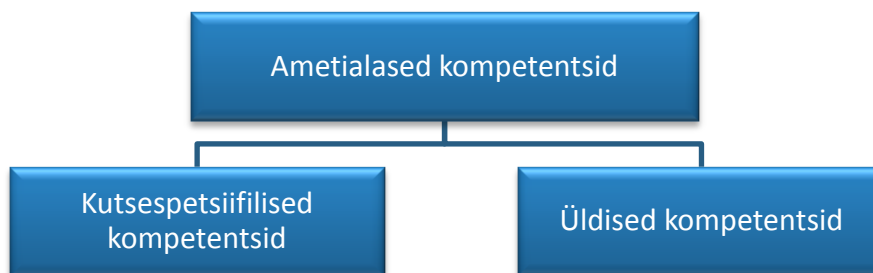 Ametialased kompetentsid
Kutsespetsiifilised
kompetentsid
Üldised kompetentsid